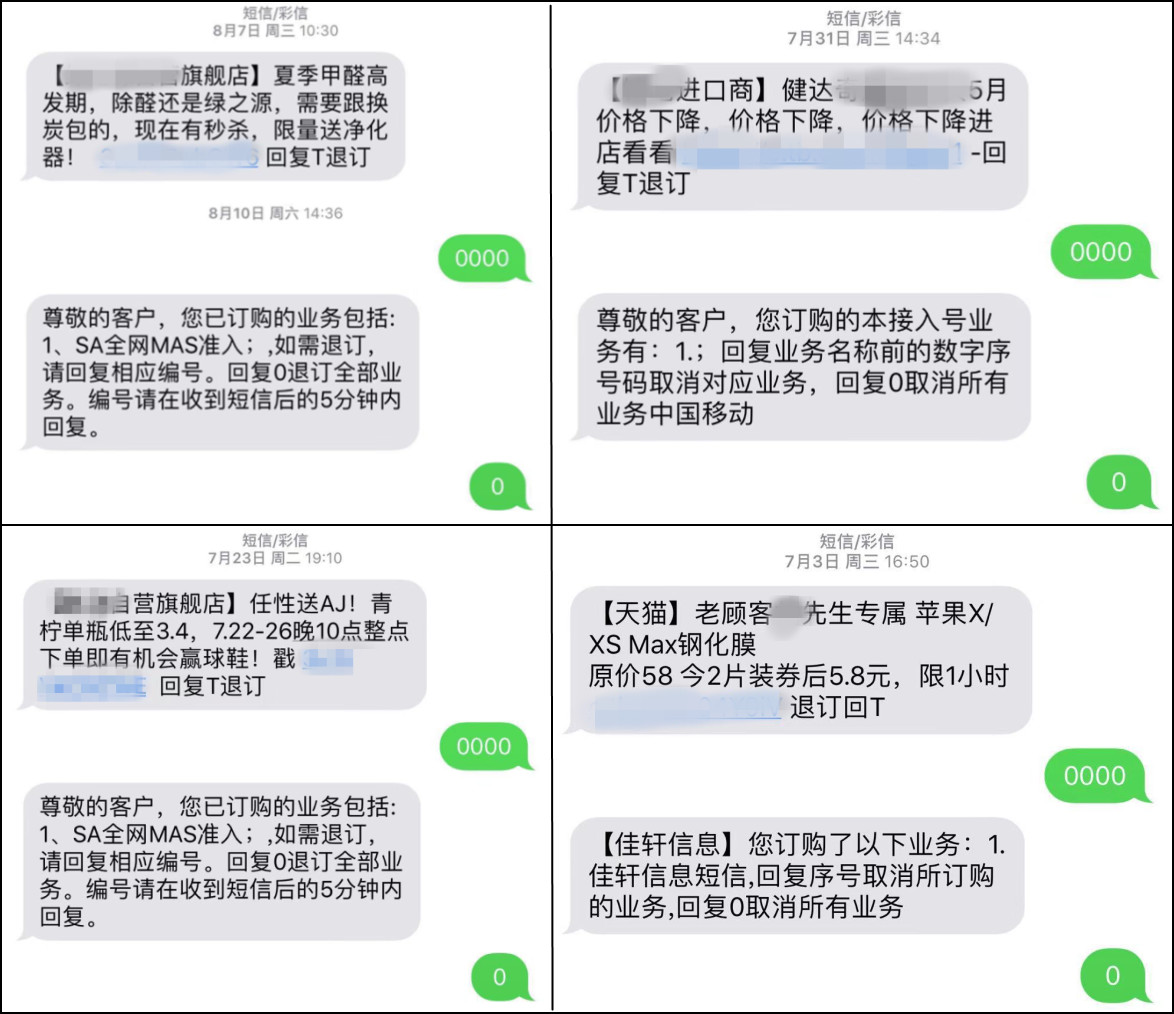 短信/彩信
8月7日 周三 10:30
【旗舰店】夏季甲醛高
发期，除醛还是绿之源，需要跟换
炭包的，现在有秒杀，限量送净化
器！ 回复T退订
8月10日 周六 14:36
0000
尊敬的客户，您已订购的业务包括:
1、SA全网MAS准入；,如需退订，
请回复相应编号。回复0退订全部业
务。编号请在收到短信后的5分钟内
回复。
0
短信/彩信
7月31日 周三 14:34
【进口商】健达 5月
价格下降，价格下降，价格下降进
店看看 -回
复T退订
0000
尊敬的客户，您订购的本接入号业
务有：1.；回复业务名称前的数字序
号码取消对应业务，回复0取消所有
业务中国移动
0
短信/彩信
7月23日 周二 19:10
自营旗舰店】任性送AJ！青
柠单瓶低至3.4，7.22-26晚10点整点
下单即有机会赢球鞋！戳
回复T退订
0000
尊敬的客户，您已订购的业务包括:
1、SA全网MAS准入；,如需退订，
请回复相应编号。回复0退订全部业
务。编号请在收到短信后的5分钟内
回复。
0
短信/彩信
7月3日 周三 16:50
【天猫】老顾客 先生专属 苹果X/
XS Max钢化膜
原价58 今2片装券后5.8元，限1小时
退订回T
0000
【佳轩信息】您订购了以下业务：1.
佳轩信息短信,回复序号取消所订购
的业务,回复0取消所有业务
0